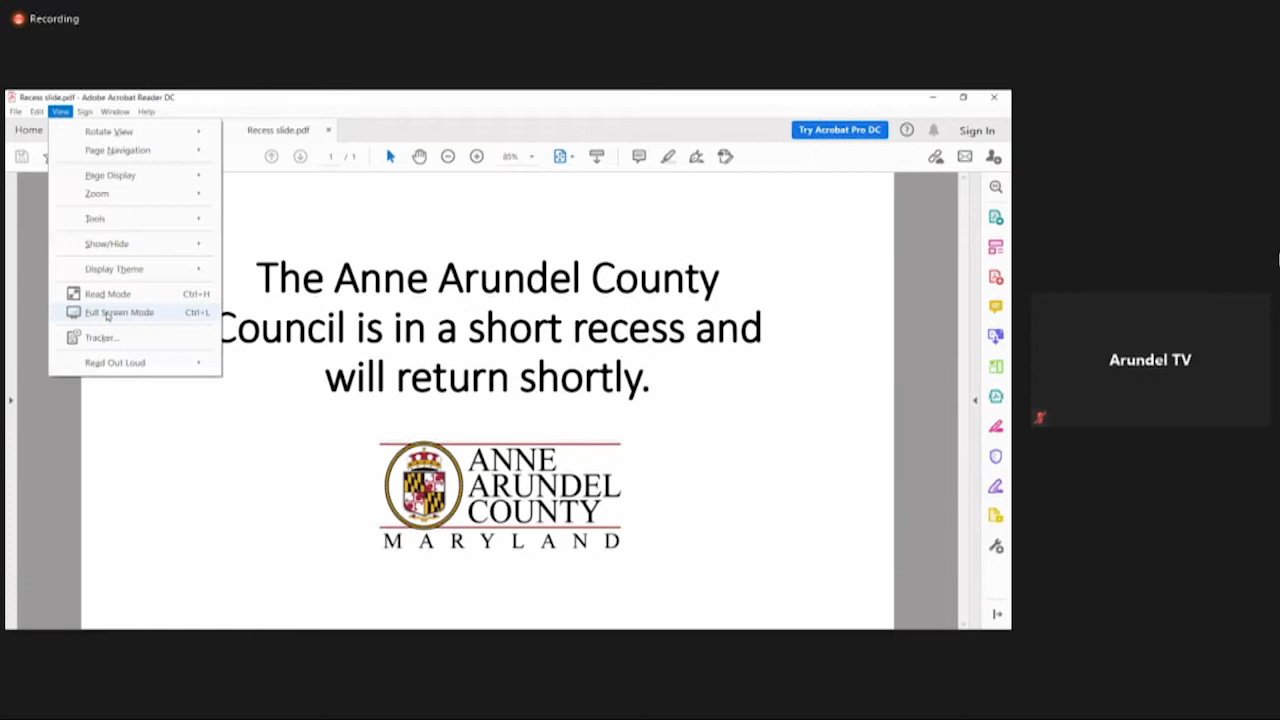 Recording
Recess slide.pdf - Adobe Acrobat Reader DC
File Edit View Sign Window Help
Home
Recess slide.pdf
Try Acrobat Pro DC
Sign In
1 / 1
85%
Rotate View
Page Navigation
Page Display
Zoom
Tools
Show/Hide
Display Theme
Read Mode Ctrl+H
Full Screen Mode Ctrl+L
Tracker...
Read Out Loud
The Anne Arundel County
Council is in a short recess and
will return shortly.
ANNE
ARUNDEL
COUNTY
MARYLAND
Arundel TV